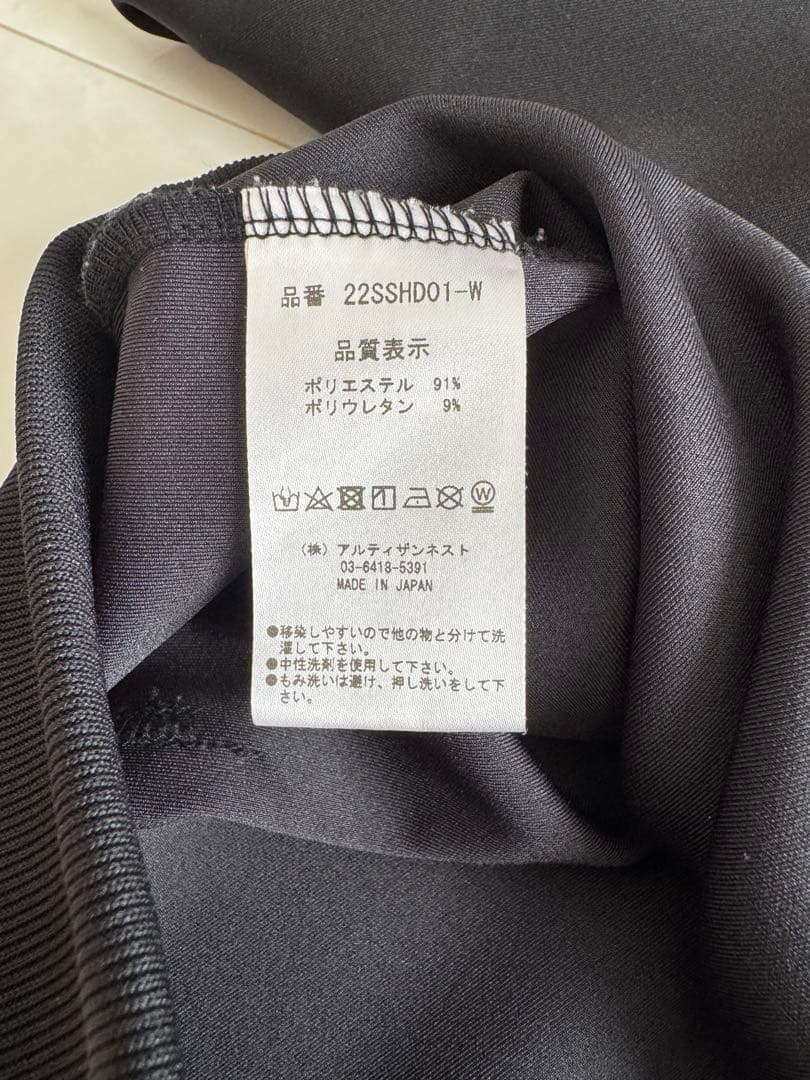 品番 22SSHD01-W
品質表示
ポリエステル 91%
ポリウレタン 9%
W
(株) アルティザンネスト
03-6418-5391
MADE IN JAPAN
●移染しやすいので他の物と分けて洗
濯して下さい。
●中性洗剤を使用して下さい。
●もみ洗いは避け、押し洗いをして下
さい。